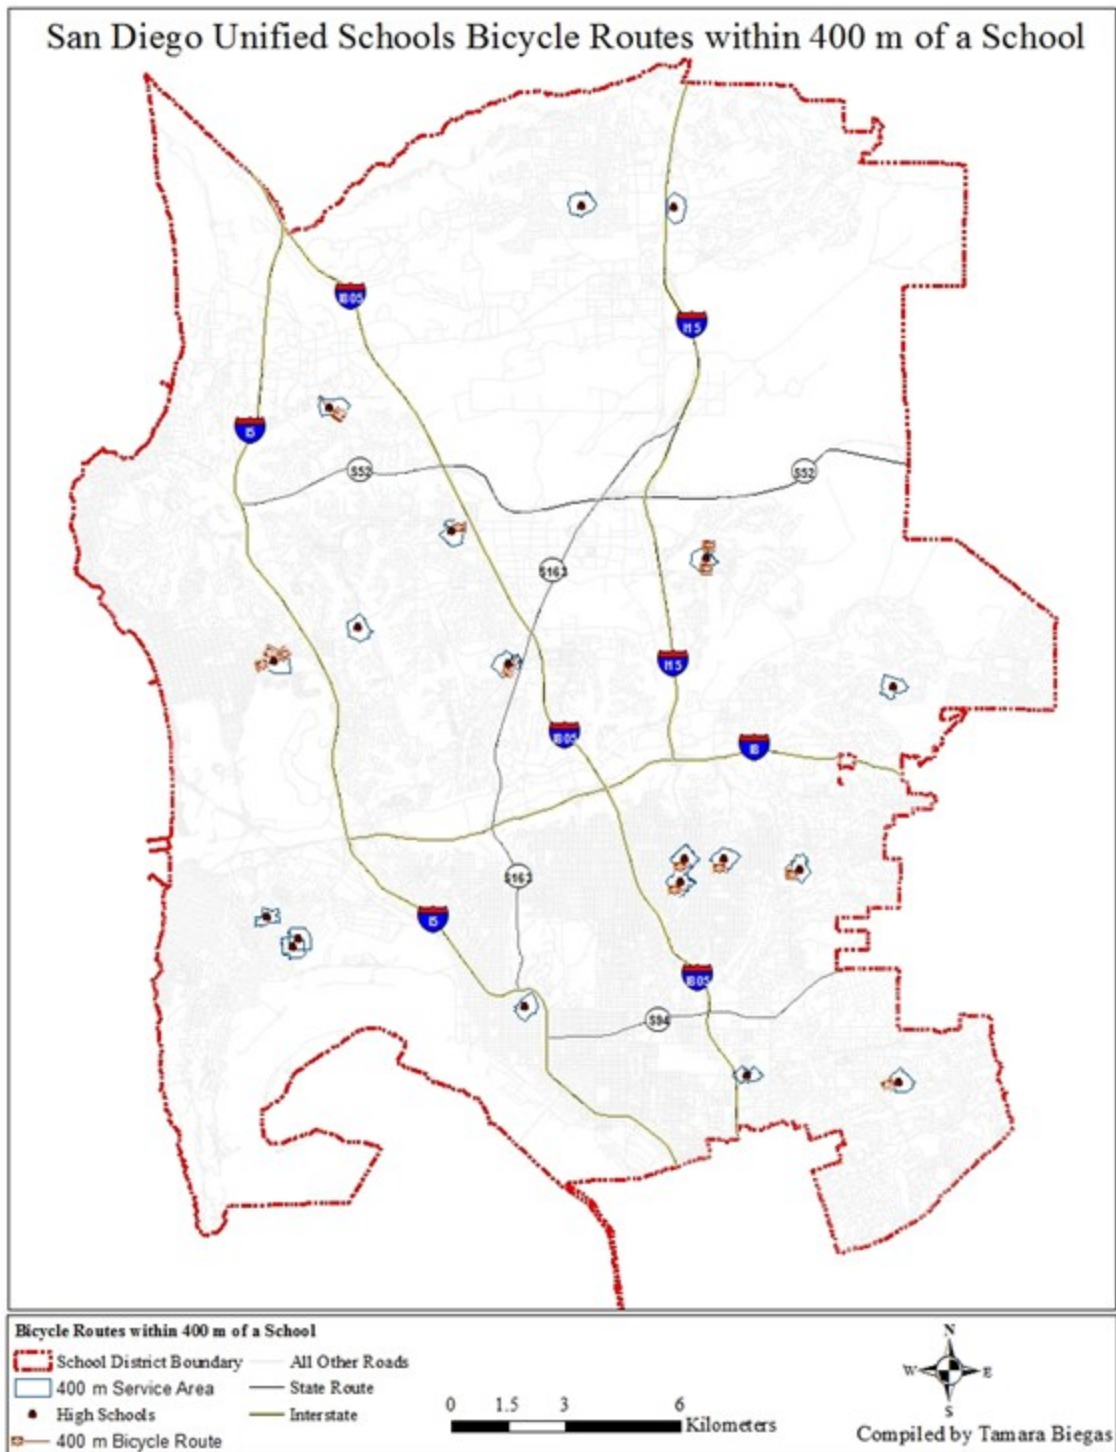 San Diego Unified Schools Bicycle Routes within 400 m of a School
I805
I15
I5
S52
S52
S163
I15
I805
I8
S163
I5
I805
S94
Bicycle Routes within 400 m of a School
School District Boundary
400 m Service Area
High Schools
400 m Bicycle Route
All Other Roads
State Route
Interstate
0 1.5 3 6
Kilometers
N
W E
S
Compiled by Tamara Biegas